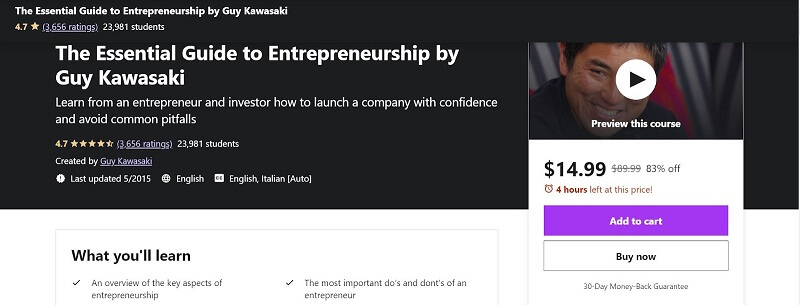 The Essential Guide to Entrepreneurship by Guy Kawasaki
4.7 ★ (3,656 ratings) 23,981 students
The Essential Guide to Entrepreneurship by
Guy Kawasaki
Learn from an entrepreneur and investor how to launch a company with confidence
and avoid common pitfalls
4.7 ★★★★★ (3,656 ratings) 23,981 students
Created by Guy Kawasaki
Last updated 5/2015 English English, Italian [Auto]
Preview this course
$14.99 $89.99 83% off
4 hours left at this price!
Add to cart
Buy now
30-Day Money-Back Guarantee
What you'll learn
✓ An overview of the key aspects of
entrepreneurship
✓ The most important do's and dont's of an
entrepreneur